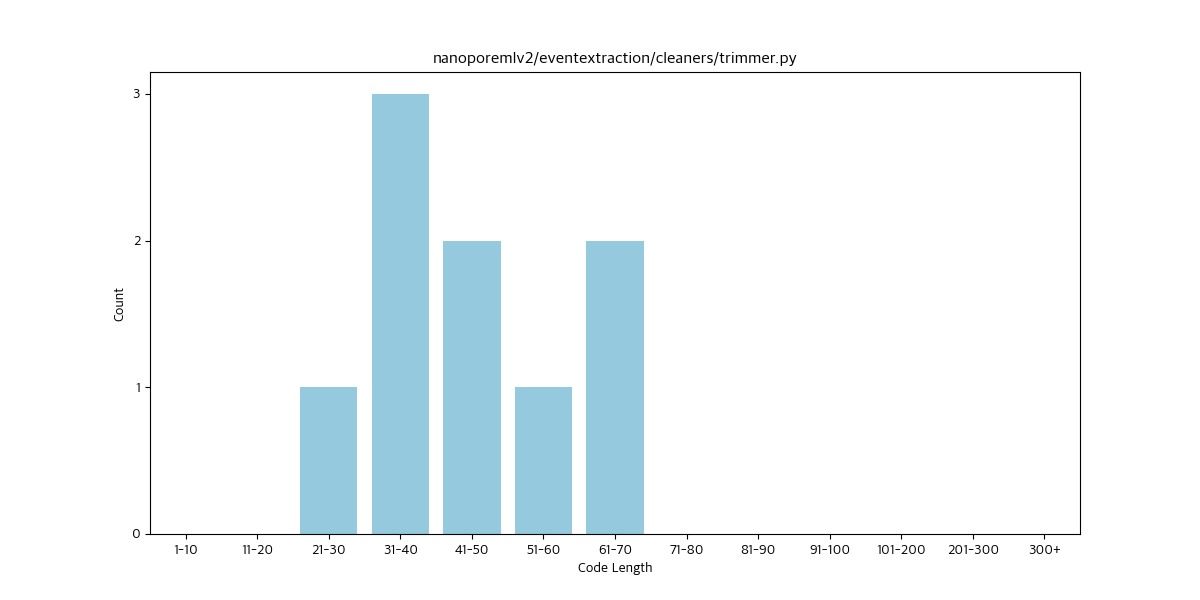 nanoporemlv2/eventextraction/cleaners/trimmer.py
3
2
1
0
Count
1-10 11-20 21-30 31-40 41-50 51-60 61-70 71-80 81-90 91-100 101-200 201-300 300+
Code Length